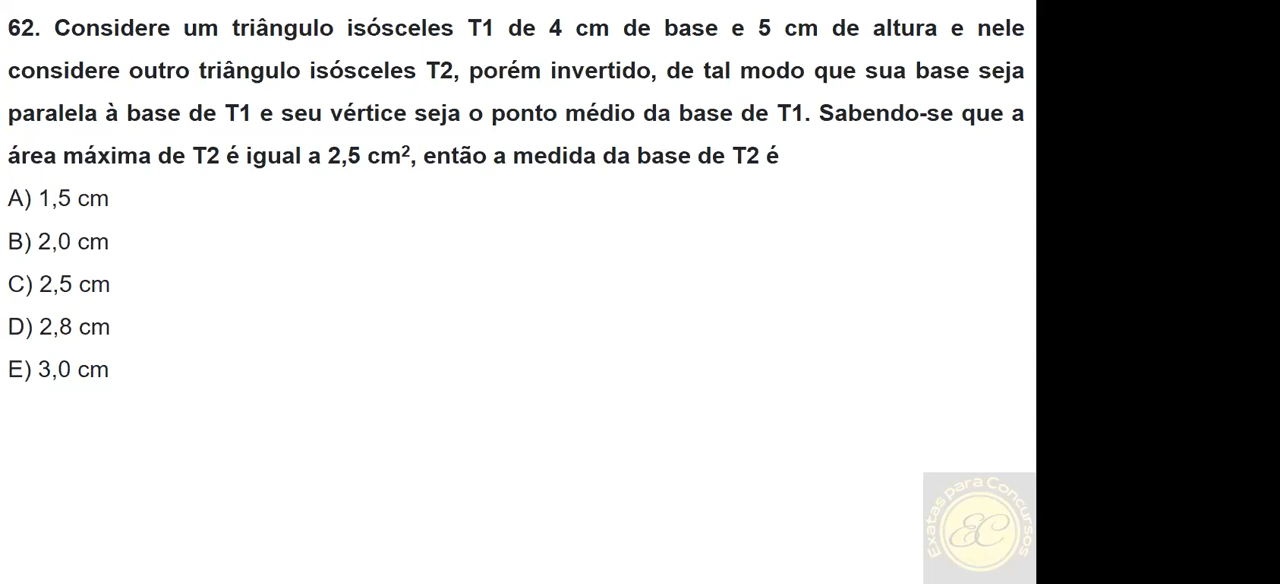 62. Considere um triângulo isósceles T1 de 4 cm de base e 5 cm de altura e nele
considere outro triângulo isósceles T2, porém invertido, de tal modo que sua base seja
paralela à base de T1 e seu vértice seja o ponto médio da base de T1. Sabendo-se que a
área máxima de T2 é igual a 2,5 cm², então a medida da base de T2 é
A) 1,5 cm
B) 2,0 cm
C) 2,5 cm
D) 2,8 cm
E) 3,0 cm
Exatas para Concursos
EC